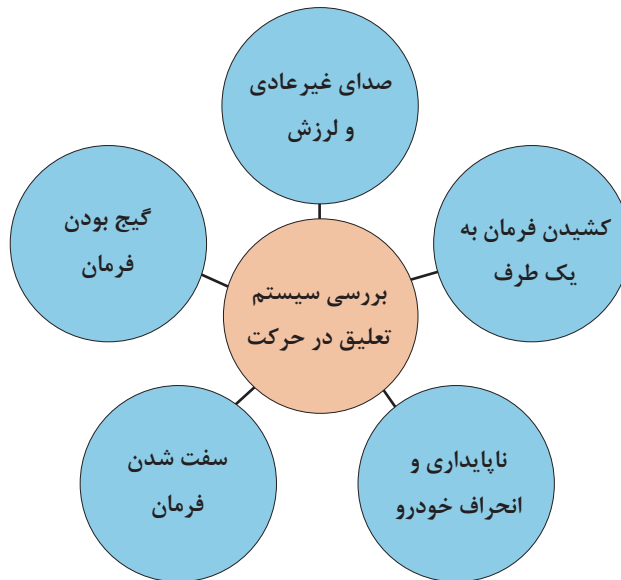 صدای غیرعادی
و لرزش
کشیدن فرمان به
یک طرف
گیج بودن
فرمان
بررسی سیستم
تعلیق در حرکت
ناپایداری و
انحراف خودرو
سفت شدن
فرمان